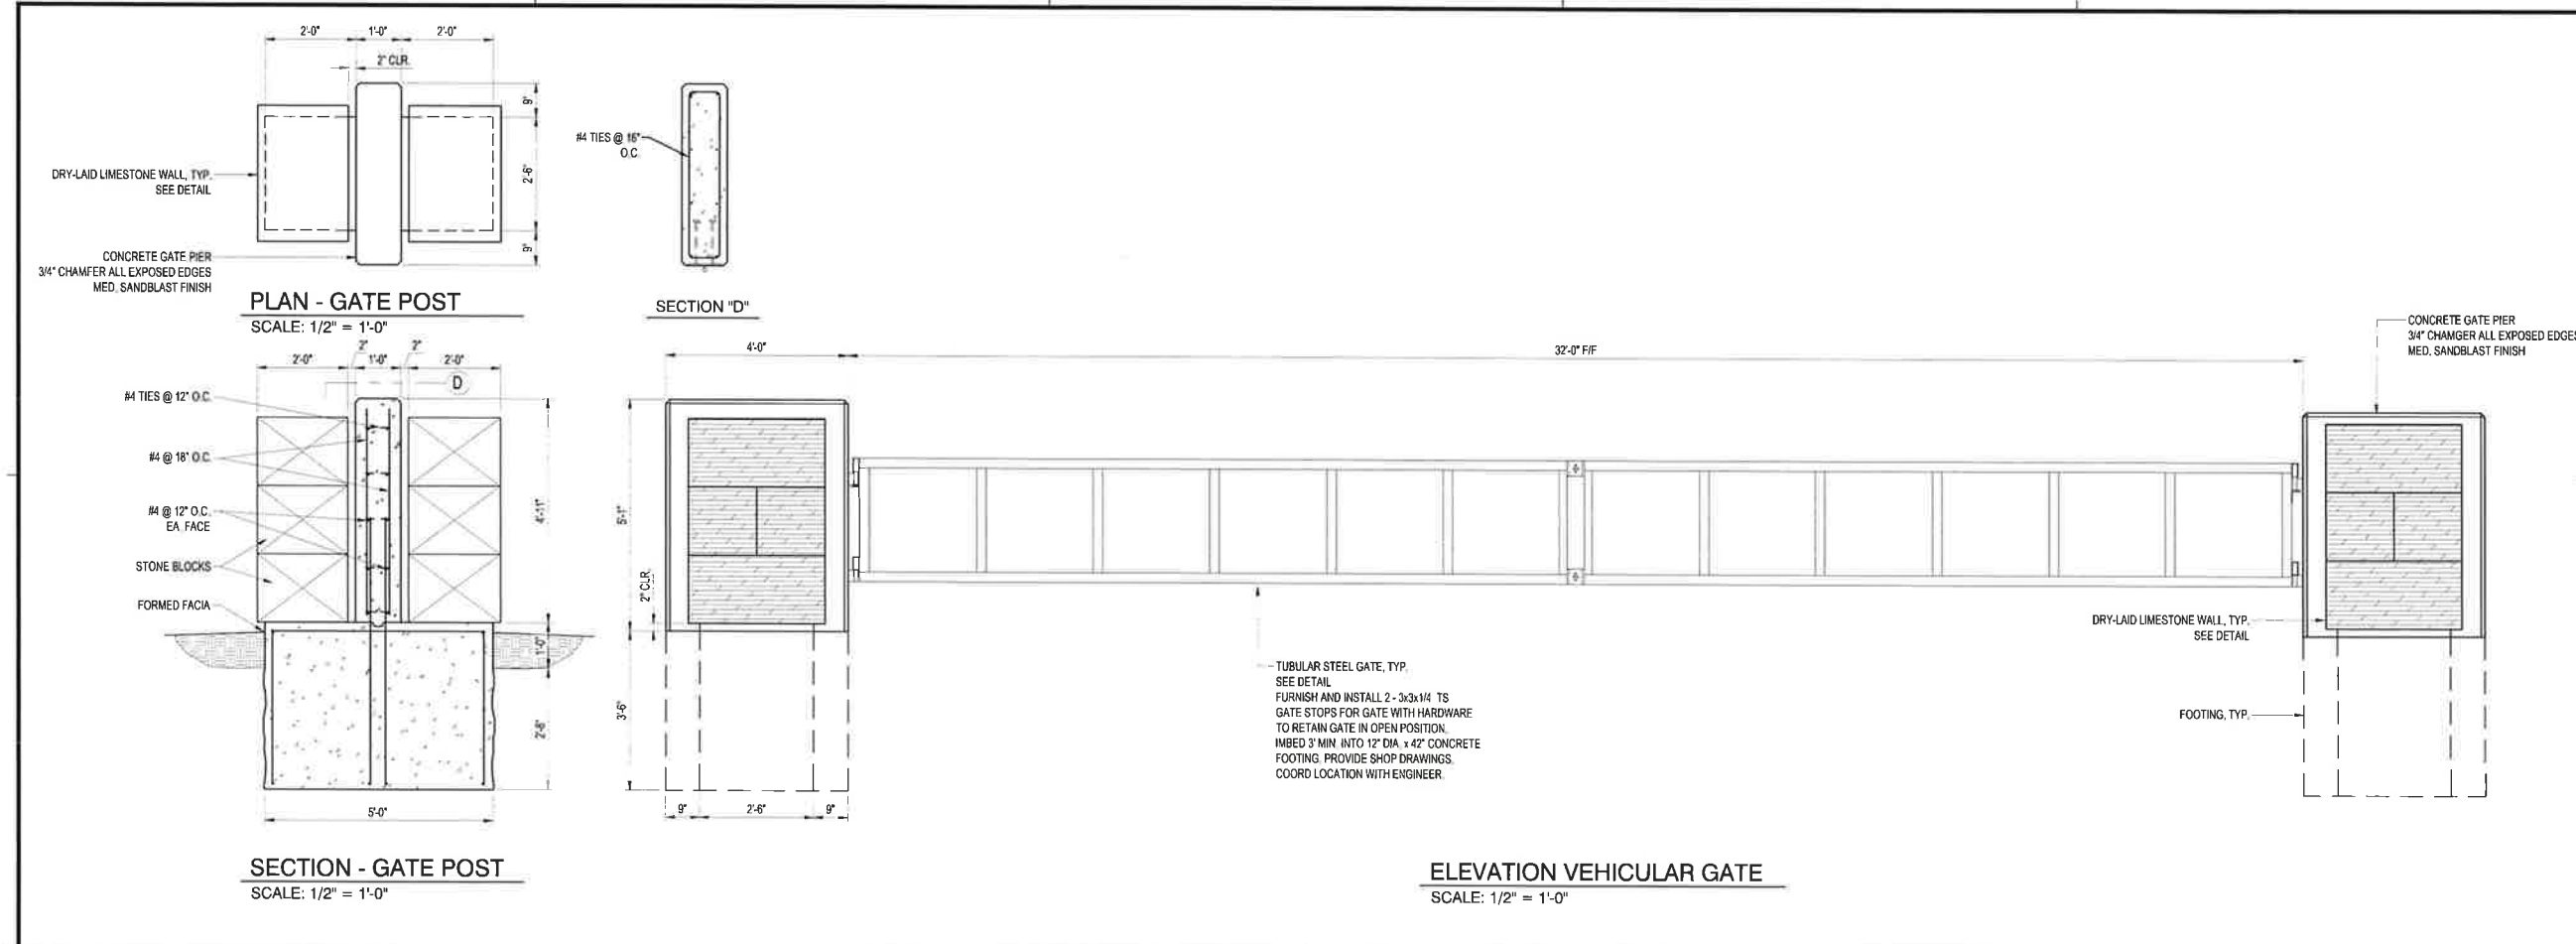 2'-0"
1'-0"
2'-0"
2" CLR.
9"
2'-6"
9"
DRY-LAID LIMESTONE WALL, TYP.
SEE DETAIL
CONCRETE GATE PIER
3/4" CHAMFER ALL EXPOSED EDGES
MED. SANDBLAST FINISH
PLAN - GATE POST
SCALE: 1/2" = 1'-0"
#4 TIES @ 16"
O.C.
SECTION "D"
2'-0"
2"
1'-0"
2"
2'-0"
D
#4 TIES @ 12" O.C.
#4 @ 18" O.C.
#4 @ 12" O.C.
EA. FACE
STONE BLOCKS
FORMED FACIA
4'-11"
1'-0"
2'-6"
5'-0"
SECTION - GATE POST
SCALE: 1/2" = 1'-0"
4'-0"
32'-0" F/F
5'-1"
2" CLR.
3'-6"
9"
2'-6"
9"
CONCRETE GATE PIER
3/4" CHAMGER ALL EXPOSED EDGES
MED. SANDBLAST FINISH
TUBULAR STEEL GATE, TYP.
SEE DETAIL
FURNISH AND INSTALL 2 - 3x3x1/4 TS
GATE STOPS FOR GATE WITH HARDWARE
TO RETAIN GATE IN OPEN POSITION.
IMBED 3' MIN. INTO 12" DIA. x 42" CONCRETE
FOOTING. PROVIDE SHOP DRAWINGS.
COORD LOCATION WITH ENGINEER.
DRY-LAID LIMESTONE WALL, TYP.
SEE DETAIL
FOOTING, TYP.
ELEVATION VEHICULAR GATE
SCALE: 1/2" = 1'-0"